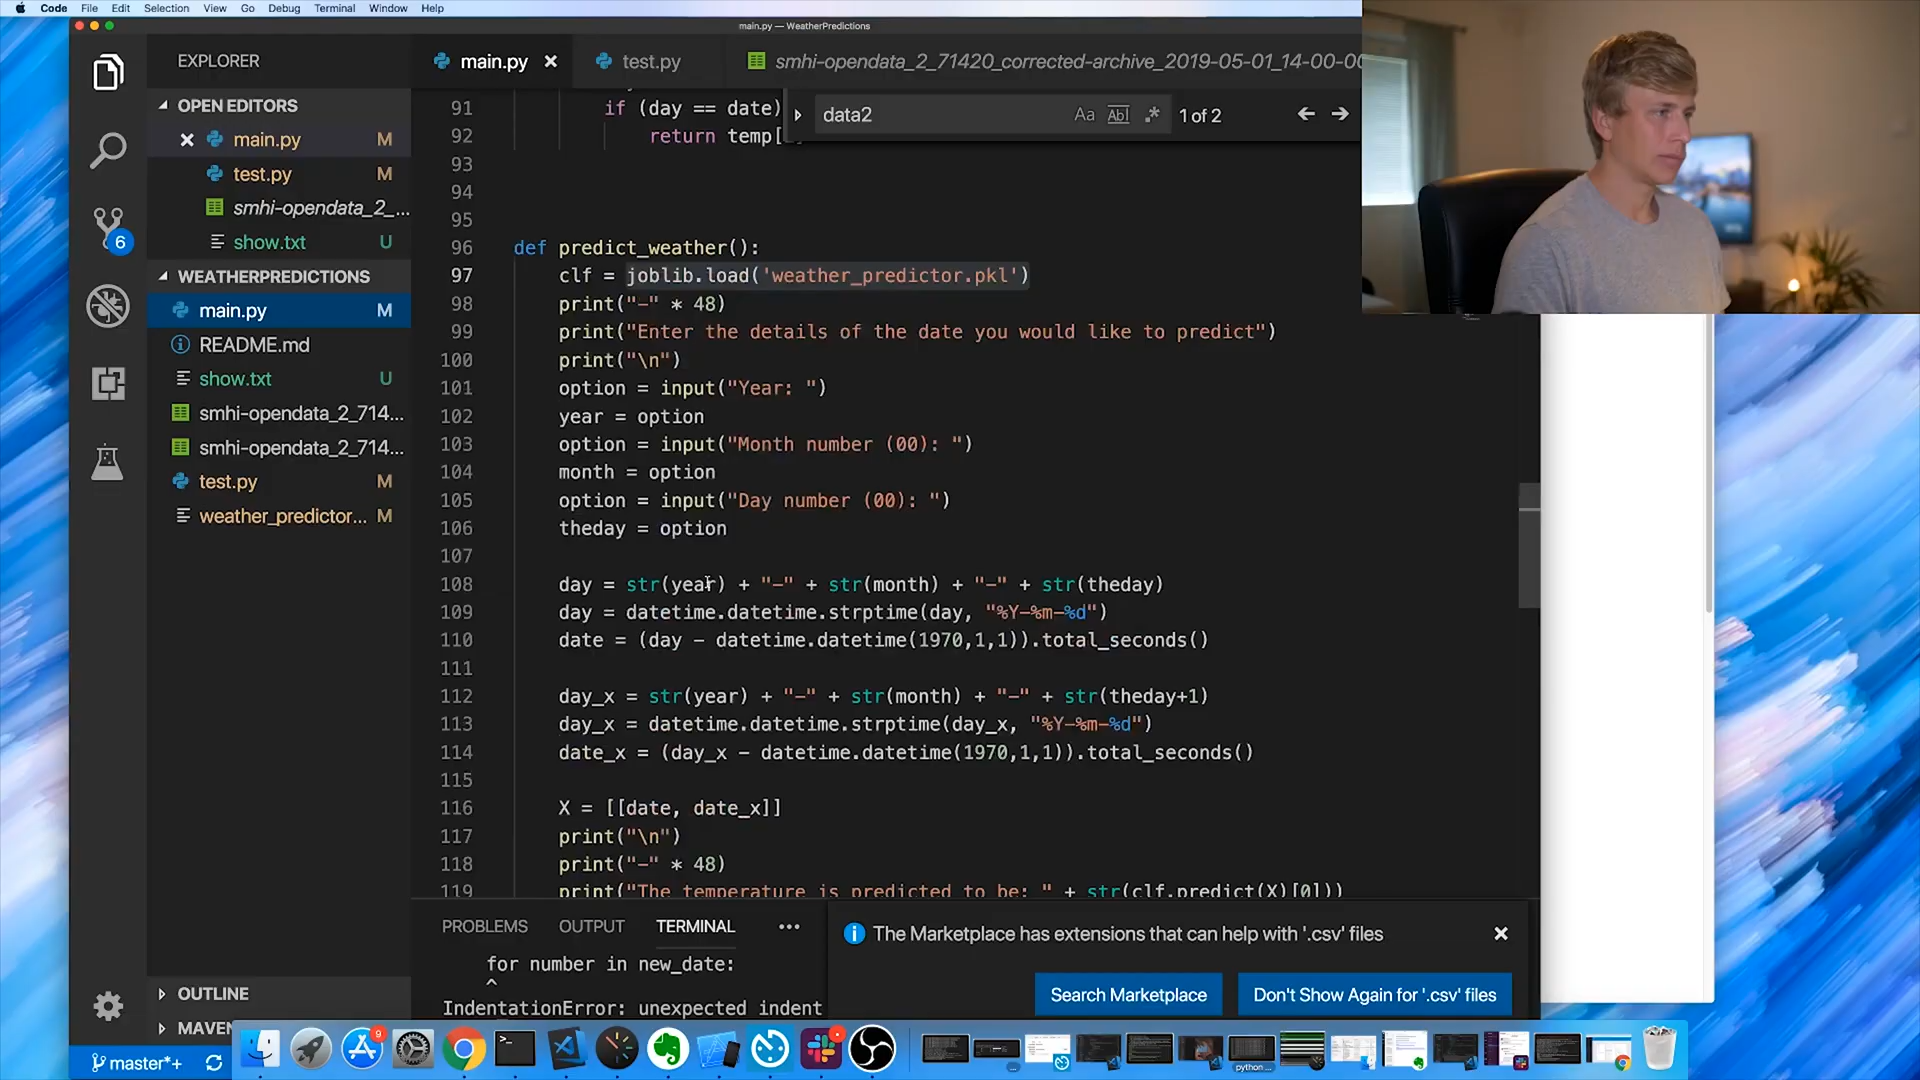 Code File Edit Selection View Go Debug Terminal Window Help
main.py — WeatherPredictions
EXPLORER
OPEN EDITORS
main.py M
test.py M
smhi-opendata_2_...
show.txt U
WEATHERPREDICTIONS
main.py M
README.md
show.txt U
smhi-opendata_2_714...
smhi-opendata_2_714...
test.py M
weather_predictor... M
OUTLINE
MAVEN
6
master*+
main.py
test.py
smhi-opendata_2_71420_corrected-archive_2019-05-01_14-00-00
data2 Aa Abl .* 1 of 2
91 if (day == date)
92 return temp[
93
94
95
96 def predict_weather():
97 clf = joblib.load('weather_predictor.pkl')
98 print("-" * 48)
99 print("Enter the details of the date you would like to predict")
100 print("\n")
101 option = input("Year: ")
102 year = option
103 option = input("Month number (00): ")
104 month = option
105 option = input("Day number (00): ")
106 theday = option
107
108 day = str(year) + "-" + str(month) + "-" + str(theday)
109 day = datetime.datetime.strptime(day, "%Y-%m-%d")
110 date = (day - datetime.datetime(1970,1,1)).total_seconds()
111
112 day_x = str(year) + "-" + str(month) + "-" + str(theday+1)
113 day_x = datetime.datetime.strptime(day_x, "%Y-%m-%d")
114 date_x = (day_x - datetime.datetime(1970,1,1)).total_seconds()
115
116 X = [[date, date_x]]
117 print("\n")
118 print("-" * 48)
119 print("The temperature is predicted to be: " + str(clf.predict(X)[0]))
PROBLEMS OUTPUT TERMINAL ...
for number in new_date:
^
IndentationError: unexpected indent
The Marketplace has extensions that can help with '.csv' files
Search Marketplace
Don't Show Again for '.csv' files
9
python ...